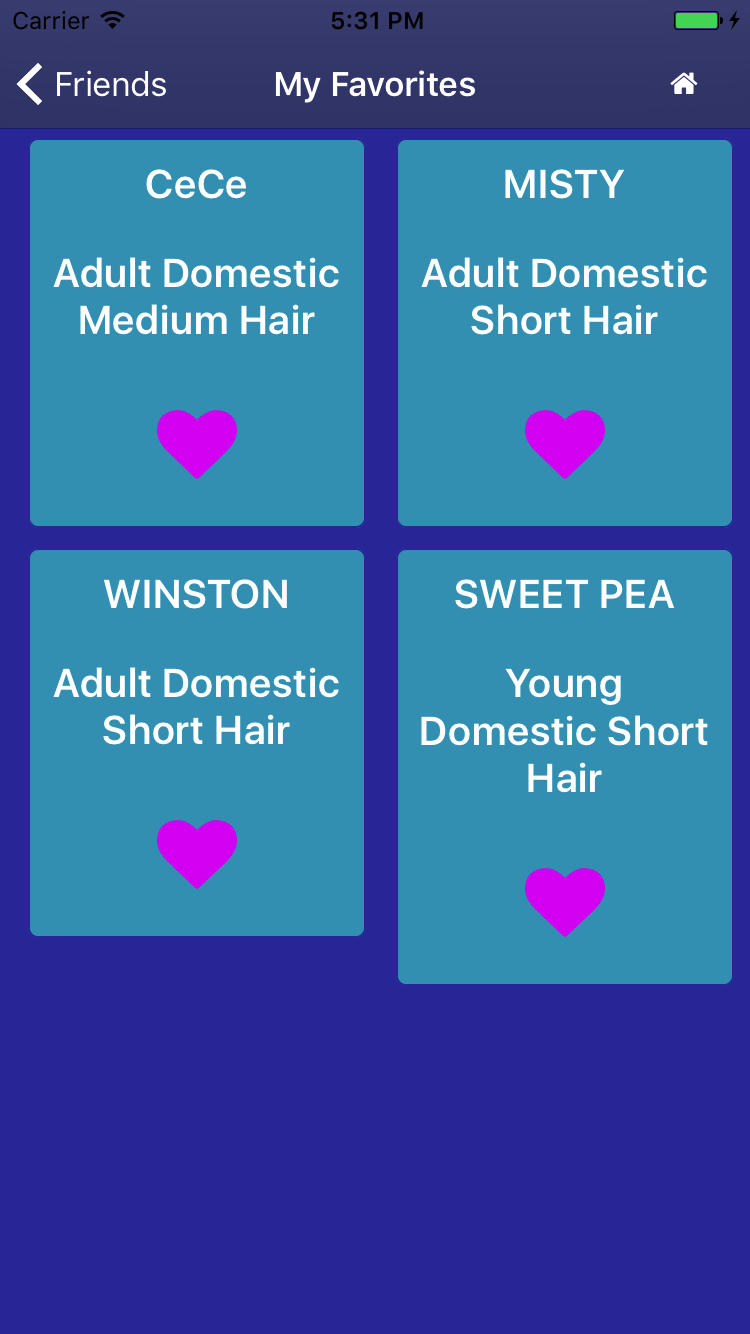 Carrier 5:31 PM
Friends My Favorites
CeCe
Adult Domestic
Medium Hair
MISTY
Adult Domestic
Short Hair
WINSTON
Adult Domestic
Short Hair
SWEET PEA
Young
Domestic Short
Hair